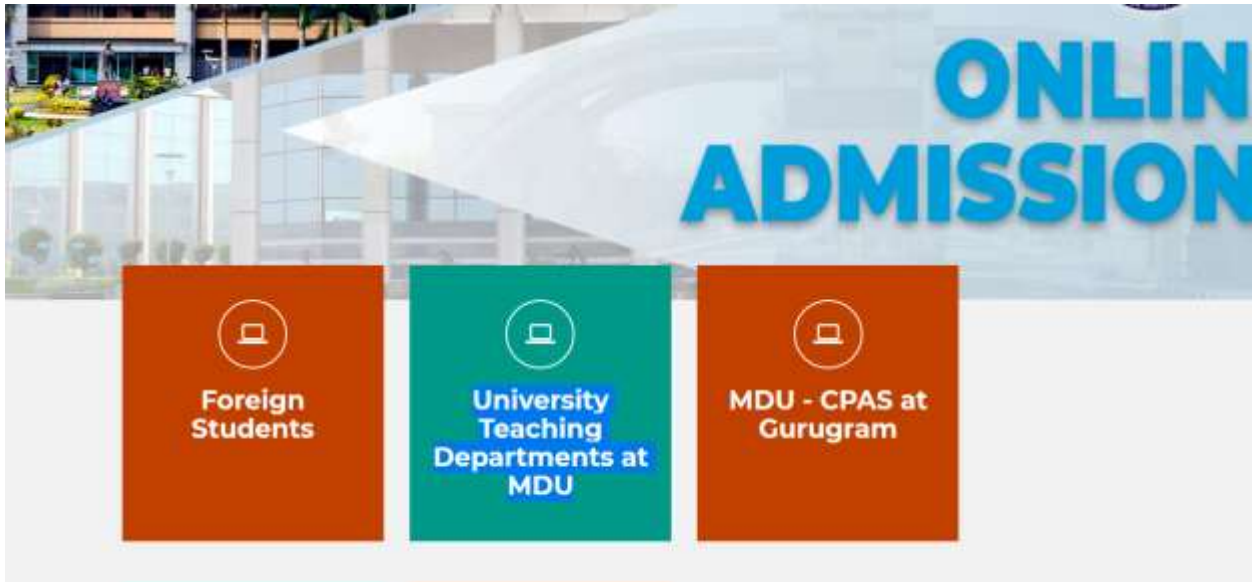 ONLIN
ADMISSION
Foreign
Students
University
Teaching
Departments at
MDU
MDU - CPAS at
Gurugram